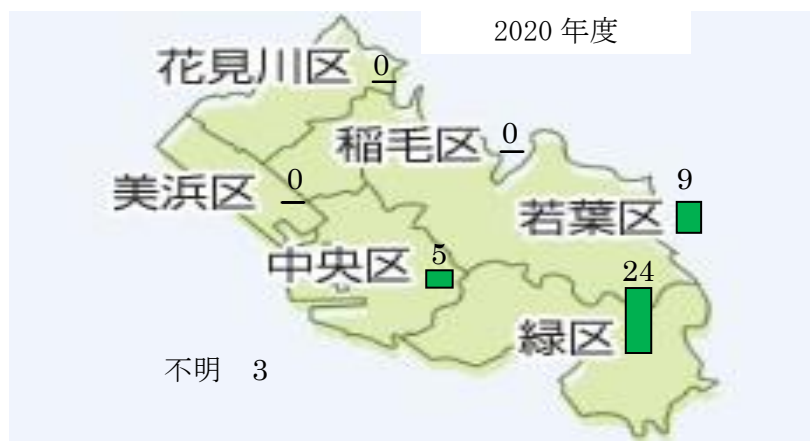 2020 年度
花見川区 0
稲毛区 0
美浜区 0
若葉区 9
中央区 5
緑区 24
不明 3